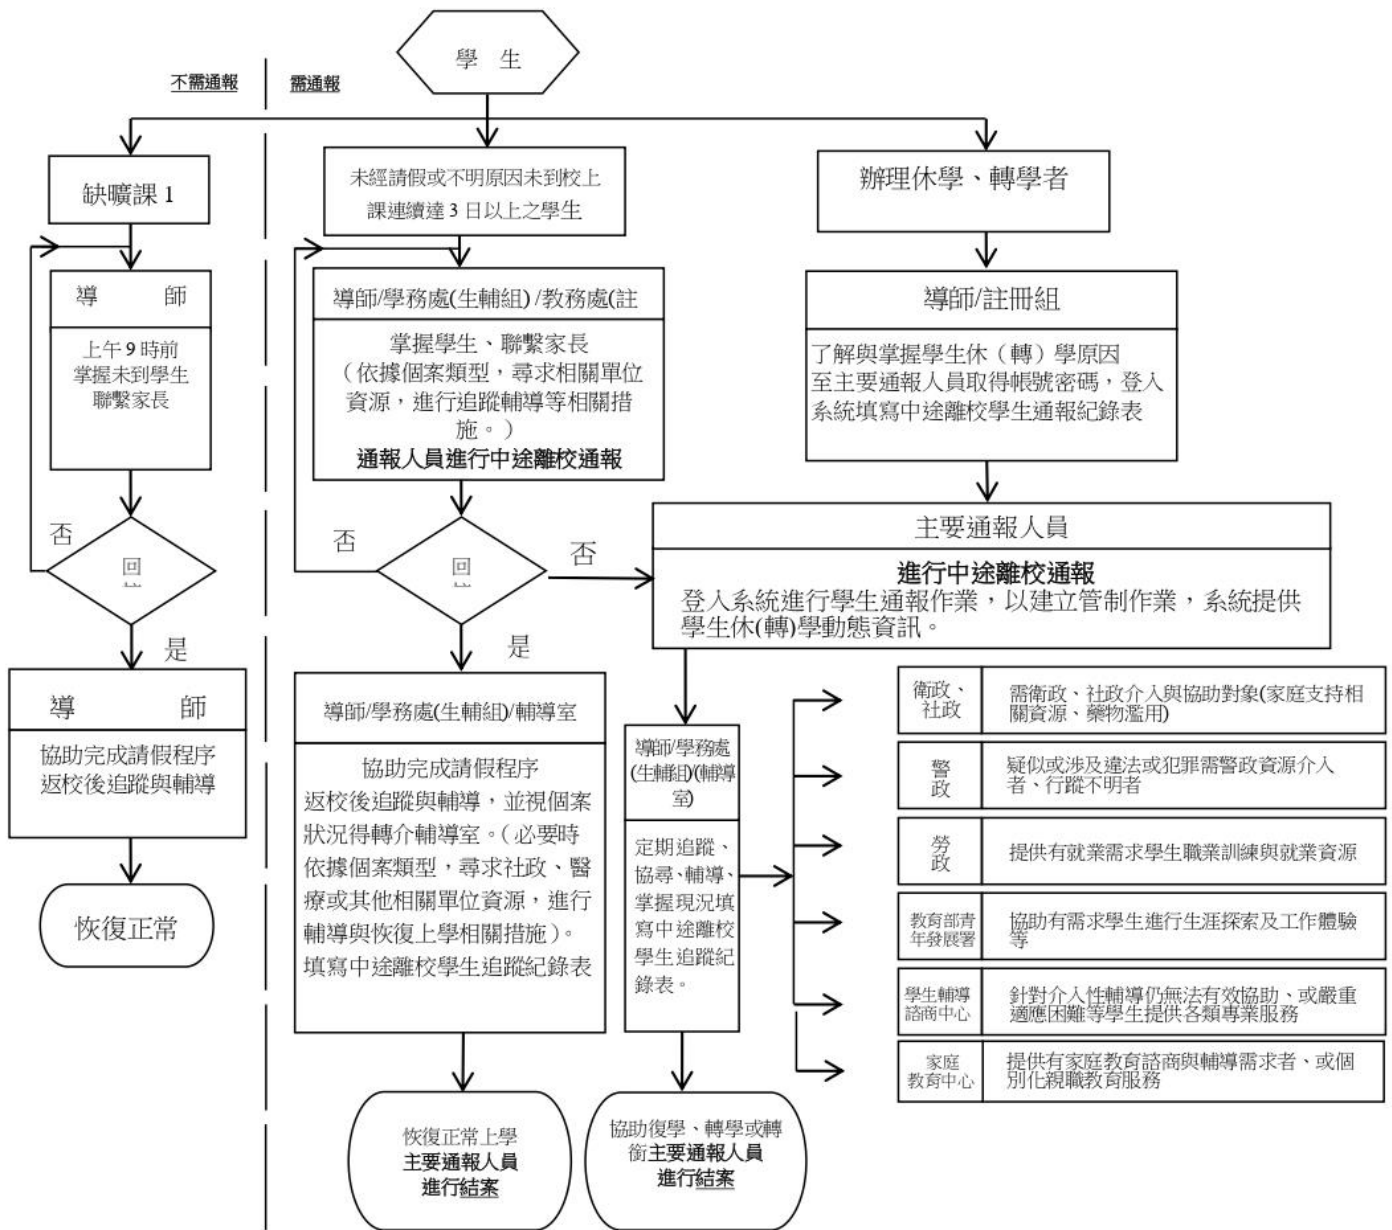 學 生
不需通報
需通報
缺曠課 1
未經請假或不明原因未到校上
課連續達 3 日以上之學生
辦理休學、轉學者
導 師
上午 9 時前
掌握未到學生
聯繫家長
導師/學務處(生輔組) /教務處(註
掌握學生、聯繫家長
（依據個案類型，尋求相關單位
資源，進行追蹤輔導等相關措
施。）
通報人員進行中途離校通報
導師/註冊組
了解與掌握學生休（轉）學原因
至主要通報人員取得帳號密碼，登入
系統填寫中途離校學生通報紀錄表
否
回
是
否
回
否
是
主要通報人員
進行中途離校通報
登入系統進行學生通報作業，以建立管制作業，系統提供
學生休(轉)學動態資訊。
導 師
協助完成請假程序
返校後追蹤與輔導
恢復正常
導師/學務處(生輔組)/輔導室
協助完成請假程序
返校後追蹤與輔導，並視個案
狀況得轉介輔導室。（必要時
依據個案類型，尋求社政、醫
療或其他相關單位資源，進行
輔導與恢復上學相關措施）。
填寫中途離校學生追蹤紀錄表
恢復正常上學
主要通報人員
進行結案
導師/學務處
(生輔組)/(輔導
室)
定期追蹤、
協尋、輔導、
掌握現況填
寫中途離校
學生追蹤紀
錄表。
協助復學、轉學或轉
銜主要通報人員
進行結案
衛政、
社政
需衛政、社政介入與協助對象(家庭支持相
關資源、藥物濫用)
警
政
疑似或涉及違法或犯罪需警政資源介入
者、行蹤不明者
勞
政
提供有就業需求學生職業訓練與就業資源
教育部青
年發展署
協助有需求學生進行生涯探索及工作體驗
等
學生輔導
諮商中心
針對介入性輔導仍無法有效協助、或嚴重
適應困難等學生提供各類專業服務
家庭
教育中心
提供有家庭教育諮商與輔導需求者、或個
別化親職教育服務